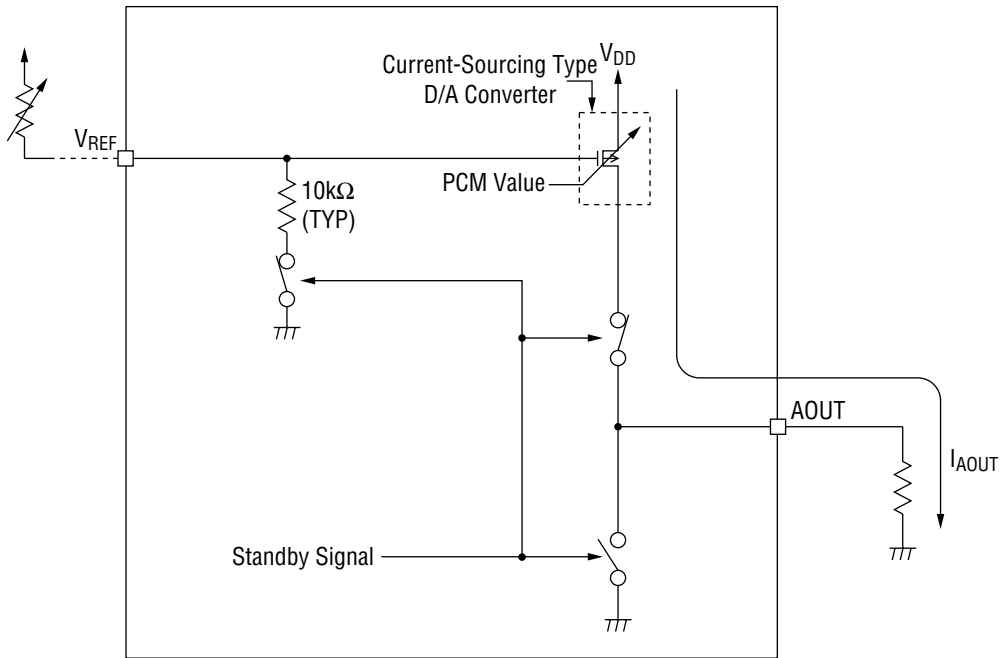 Current-Sourcing Type
D/A Converter
VDD
VREF
10kΩ
(TYP)
PCM Value
AOUT
IAOUT
Standby Signal